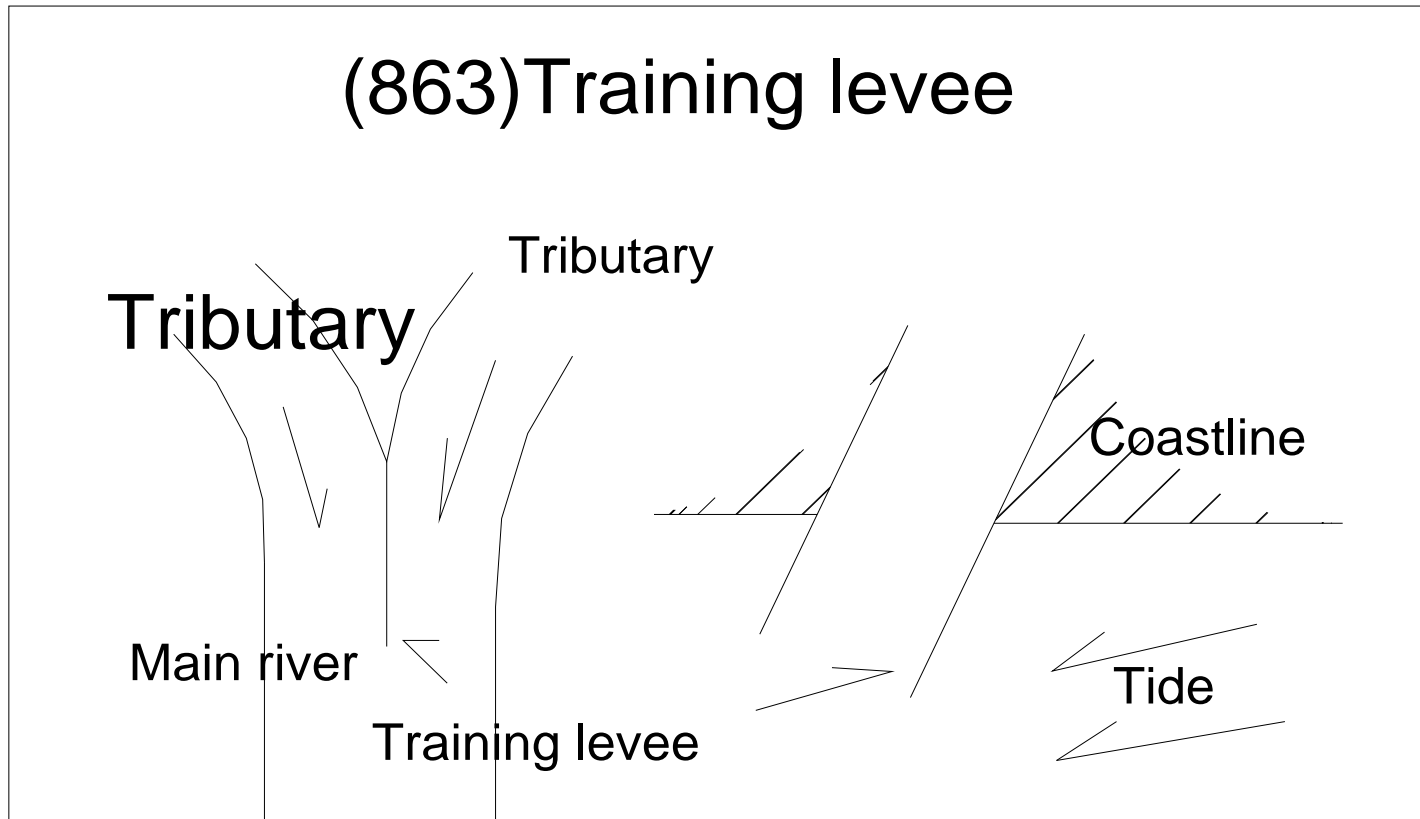 (863)Training levee
Tributary
Tributary
Coastline
Main river
Tide
Training levee